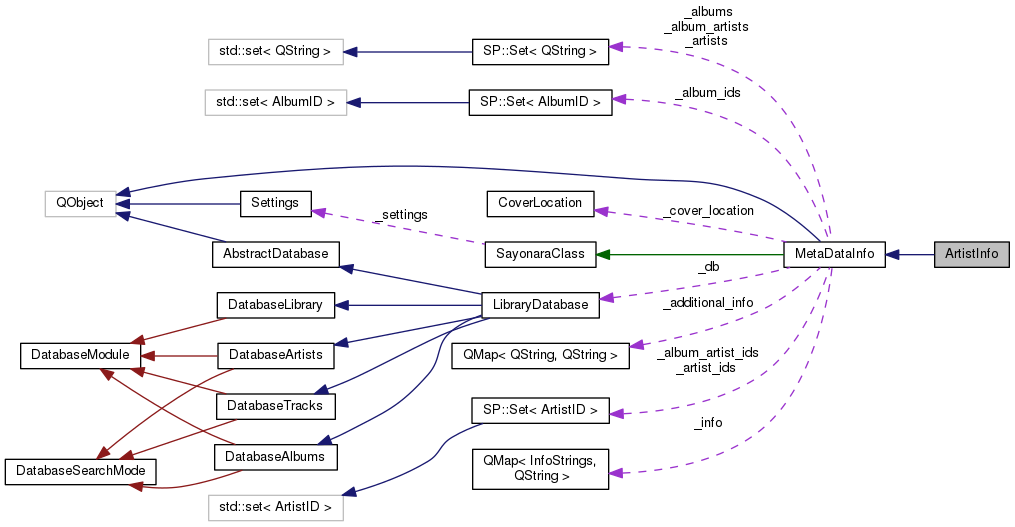 _albums
_album_artists
_artists
std::set< QString >
SP::Set< QString >
_album_ids
std::set< AlbumID >
SP::Set< AlbumID >
QObject
Settings
_settings
CoverLocation
_cover_location
AbstractDatabase
SayonaraClass
MetaDataInfo
ArtistInfo
_db
DatabaseLibrary
LibraryDatabase
_additional_info
DatabaseModule
DatabaseArtists
QMap< QString, QString >
_album_artist_ids
_artist_ids
DatabaseTracks
SP::Set< ArtistID >
_info
DatabaseAlbums
QMap< InfoStrings,
QString >
DatabaseSearchMode
std::set< ArtistID >